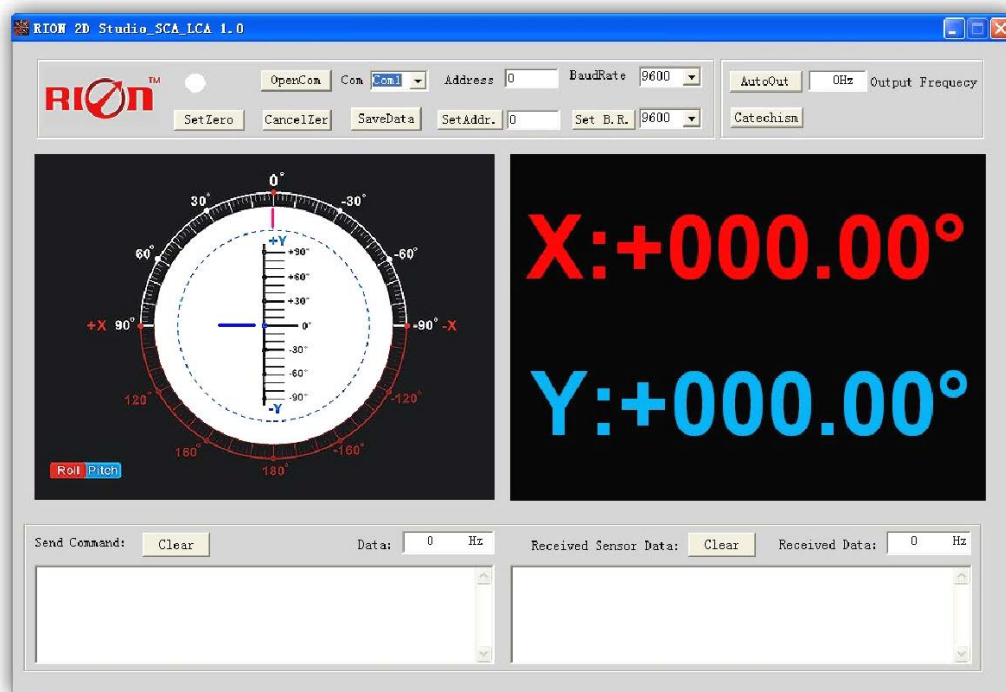 RION 2D Studio_SCA_LCA 1.0
RION TM
OpenCom Com Com1 Address 0 BaudRate 9600
SetZero CancelZer SaveData SetAddr. 0 Set B.R. 9600
AutoOut 0Hz Output Frequecy
Catechism
0°
30° -30°
60° -60°
+X 90° -90° -X
120° -120°
160° -160°
180°
+Y
+90°
+60°
+30°
0°
-30°
-60°
-90°
-Y
Roll Pitch
X:+000.00°
Y:+000.00°
Send Command: Clear Data: 0 Hz
Received Sensor Data: Clear Received Data: 0 Hz